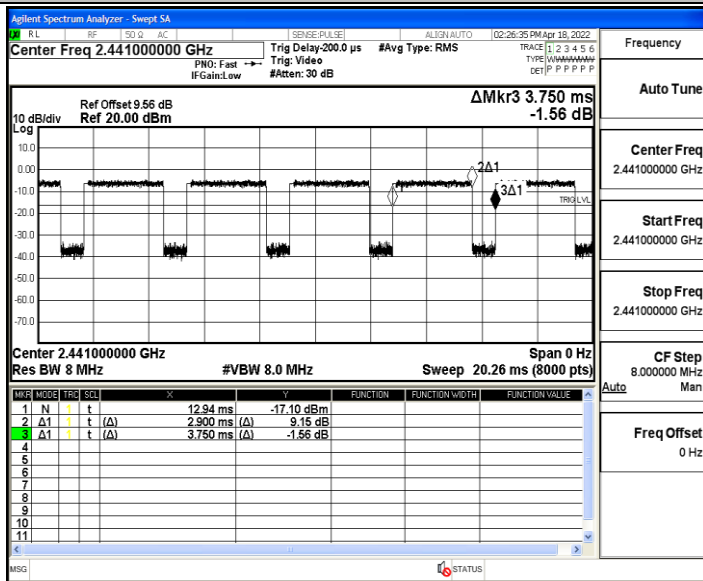 Agilent Spectrum Analyzer - Swept SA
LXI RL RF 50 Ω AC SENSE:PULSE ALIGN AUTO 02:26:35 PM Apr 18, 2022
Center Freq 2.441000000 GHz
PNO: Fast
IFGain:Low
Trig Delay-200.0 µs
Trig: Video
#Atten: 30 dB
#Avg Type: RMS
TRACE 1 2 3 4 5 6
TYPE WWWWWW
DET P P P P P P
Frequency
Auto Tune
Center Freq
2.441000000 GHz
Start Freq
2.441000000 GHz
Stop Freq
2.441000000 GHz
CF Step
8.000000 MHz
Auto Man
Freq Offset
0 Hz
ΔMkr3 3.750 ms
-1.56 dB
Ref Offset 9.56 dB
10 dB/div Ref 20.00 dBm
Log
10.0
0.00
-10.0
-20.0
-30.0
-40.0
-50.0
-60.0
-70.0
2Δ1
3Δ1
TRIG LVL
Center 2.441000000 GHz Span 0 Hz
Res BW 8 MHz #VBW 8.0 MHz Sweep 20.26 ms (8000 pts)
MKR MODE TRC SCL X Y FUNCTION FUNCTION WIDTH FUNCTION VALUE
1 N 1 t 12.94 ms -17.10 dBm
2 Δ1 1 t (Δ) 2.900 ms (Δ) 9.15 dB
3 Δ1 1 t (Δ) 3.750 ms (Δ) -1.56 dB
4
5
6
7
8
9
10
11
MSG STATUS